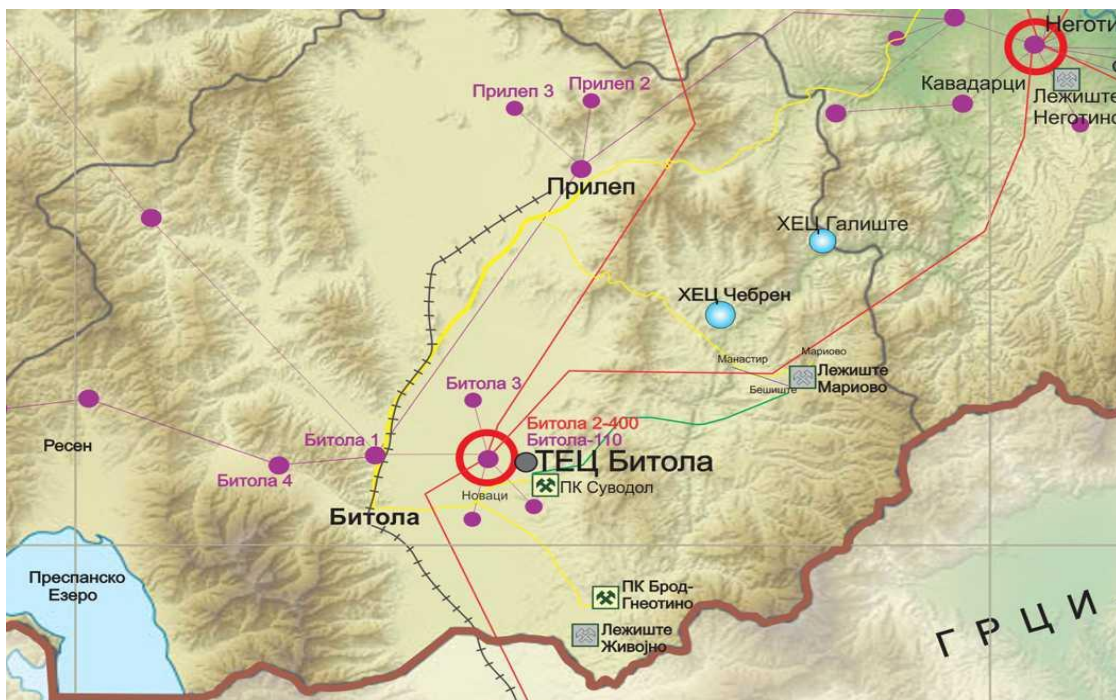 Неготи
Кавадарци
Лежиште
Неготино
Прилеп 3
Прилеп 2
Прилеп
ХЕЦ Галиште
ХЕЦ Чебрен
Манастир
Мариово
Лежиште
Мариово
Бешиште
Битола 3
Битола 2-400
Битола-110
ТЕЦ Битола
Ресен
Битола 1
Битола 4
Новаци
ПК Суводол
Битола
Преспанско
Езеро
ПК Брод-
Гнеотино
Лежиште
Живојно
ГРЦИ